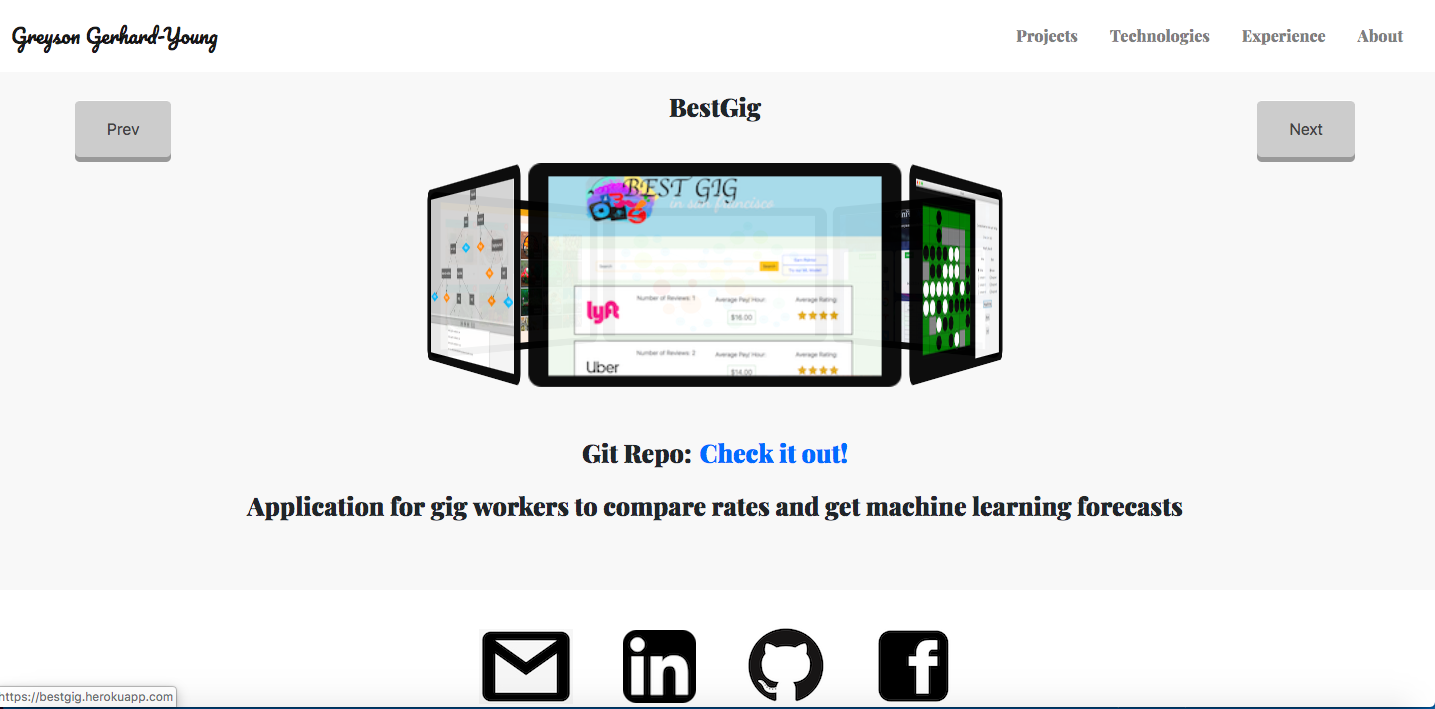 Greyson Gerhard-Young
Projects Technologies Experience About
Prev
BestGig
Next
BEST GIG
in san francisco
Search
Search
lyft
Number of Reviews: 1
Average Pay/ Hour:
Average Rating:
$16.00
Uber
Number of Reviews: 2
Average Pay/ Hour:
Average Rating:
$14.00
Git Repo: Check it out!
Application for gig workers to compare rates and get machine learning forecasts
in
f
https://bestgig.herokuapp.com